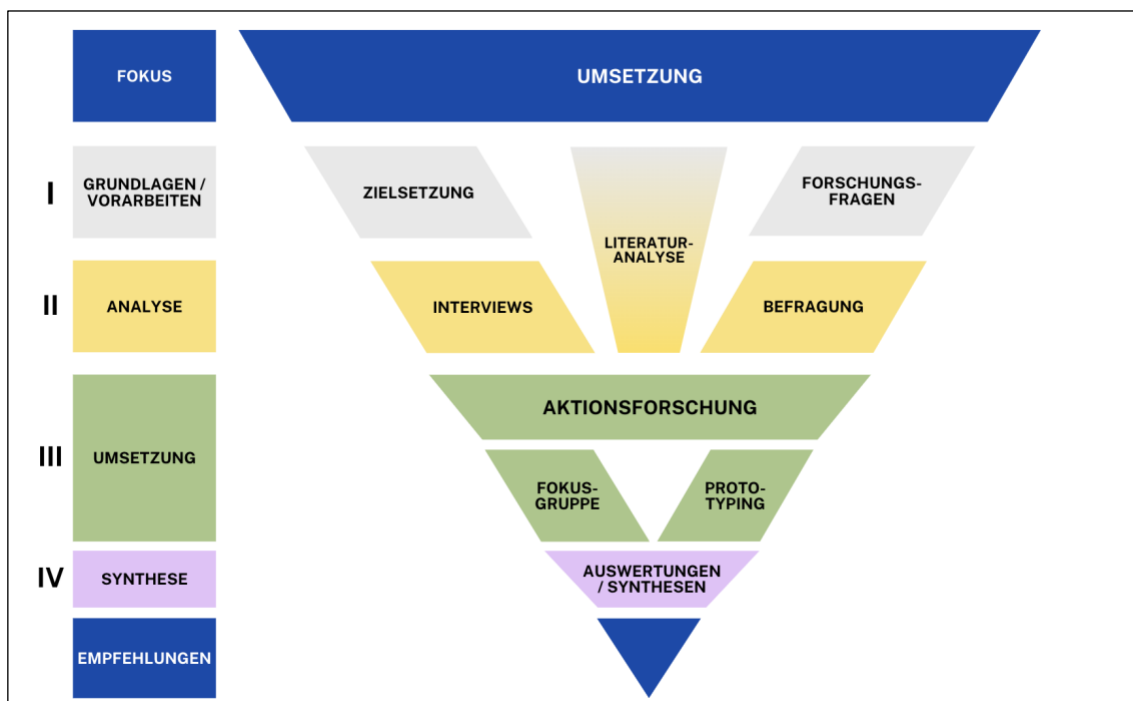 FOKUS
UMSETZUNG
I
GRUNDLAGEN /
VORARBEITEN
ZIELSETZUNG
LITERATUR-
ANALYSE
FORSCHUNGS-
FRAGEN
II
ANALYSE
INTERVIEWS
BEFRAGUNG
III
UMSETZUNG
AKTIONSFORSCHUNG
FOKUS-
GRUPPE
PROTO-
TYPING
IV
SYNTHESE
AUSWERTUNGEN
/ SYNTHESEN
EMPFEHLUNGEN